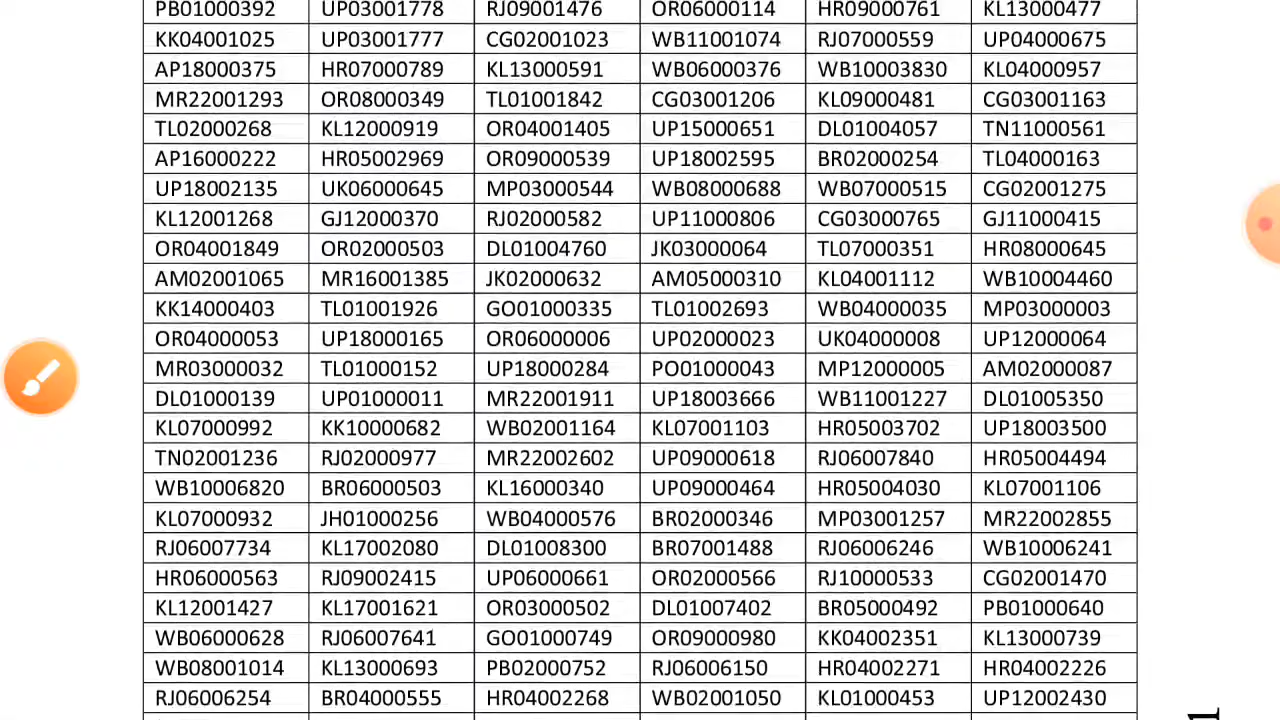 PB01000392 UP03001778 RJ09001476 OR06000114 HR09000761 KL13000477
KK04001025 UP03001777 CG02001023 WB11001074 RJ07000559 UP04000675
AP18000375 HR07000789 KL13000591 WB06000376 WB10003830 KL04000957
MR22001293 OR08000349 TL01001842 CG03001206 KL09000481 CG03001163
TL02000268 KL12000919 OR04001405 UP15000651 DL01004057 TN11000561
AP16000222 HR05002969 OR09000539 UP18002595 BR02000254 TL04000163
UP18002135 UK06000645 MP03000544 WB08000688 WB07000515 CG02001275
KL12001268 GJ12000370 RJ02000582 UP11000806 CG03000765 GJ11000415
OR04001849 OR02000503 DL01004760 JK03000064 TL07000351 HR08000645
AM02001065 MR16001385 JK02000632 AM05000310 KL04001112 WB10004460
KK14000403 TL01001926 GO01000335 TL01002693 WB04000035 MP03000003
OR04000053 UP18000165 OR06000006 UP02000023 UK04000008 UP12000064
MR03000032 TL01000152 UP18000284 PO01000043 MP12000005 AM02000087
DL01000139 UP01000011 MR22001911 UP18003666 WB11001227 DL01005350
KL07000992 KK10000682 WB02001164 KL07001103 HR05003702 UP18003500
TN02001236 RJ02000977 MR22002602 UP09000618 RJ06007840 HR05004494
WB10006820 BR06000503 KL16000340 UP09000464 HR05004030 KL07001106
KL07000932 JH01000256 WB04000576 BR02000346 MP03001257 MR22002855
RJ06007734 KL17002080 DL01008300 BR07001488 RJ06006246 WB10006241
HR06000563 RJ09002415 UP06000661 OR02000566 RJ10000533 CG02001470
KL12001427 KL17001621 OR03000502 DL01007402 BR05000492 PB01000640
WB06000628 RJ06007641 GO01000749 OR09000980 KK04002351 KL13000739
WB08001014 KL13000693 PB02000752 RJ06006150 HR04002271 HR04002226
RJ06006254 BR04000555 HR04002268 WB02001050 KL01000453 UP12002430
1